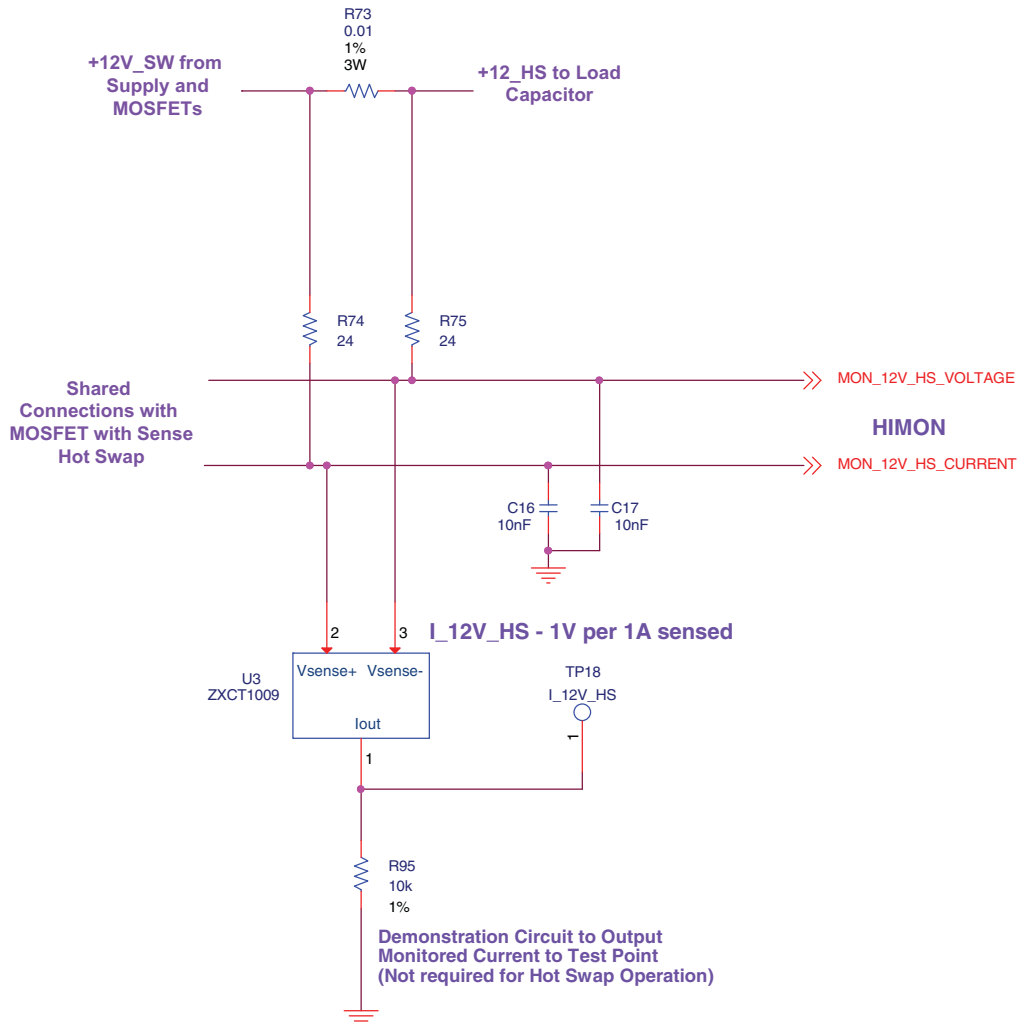 R73
0.01
1%
3W
+12V_SW from
Supply and
MOSFETs
+12_HS to Load
Capacitor
R74
24
R75
24
Shared
Connections with
MOSFET with Sense
Hot Swap
MON_12V_HS_VOLTAGE
HIMON
MON_12V_HS_CURRENT
C16
10nF
C17
10nF
2
3
I_12V_HS - 1V per 1A sensed
U3
ZXCT1009
Vsense+
Vsense-
Iout
TP18
I_12V_HS
1
1
R95
10k
1%
Demonstration Circuit to Output
Monitored Current to Test Point
(Not required for Hot Swap Operation)